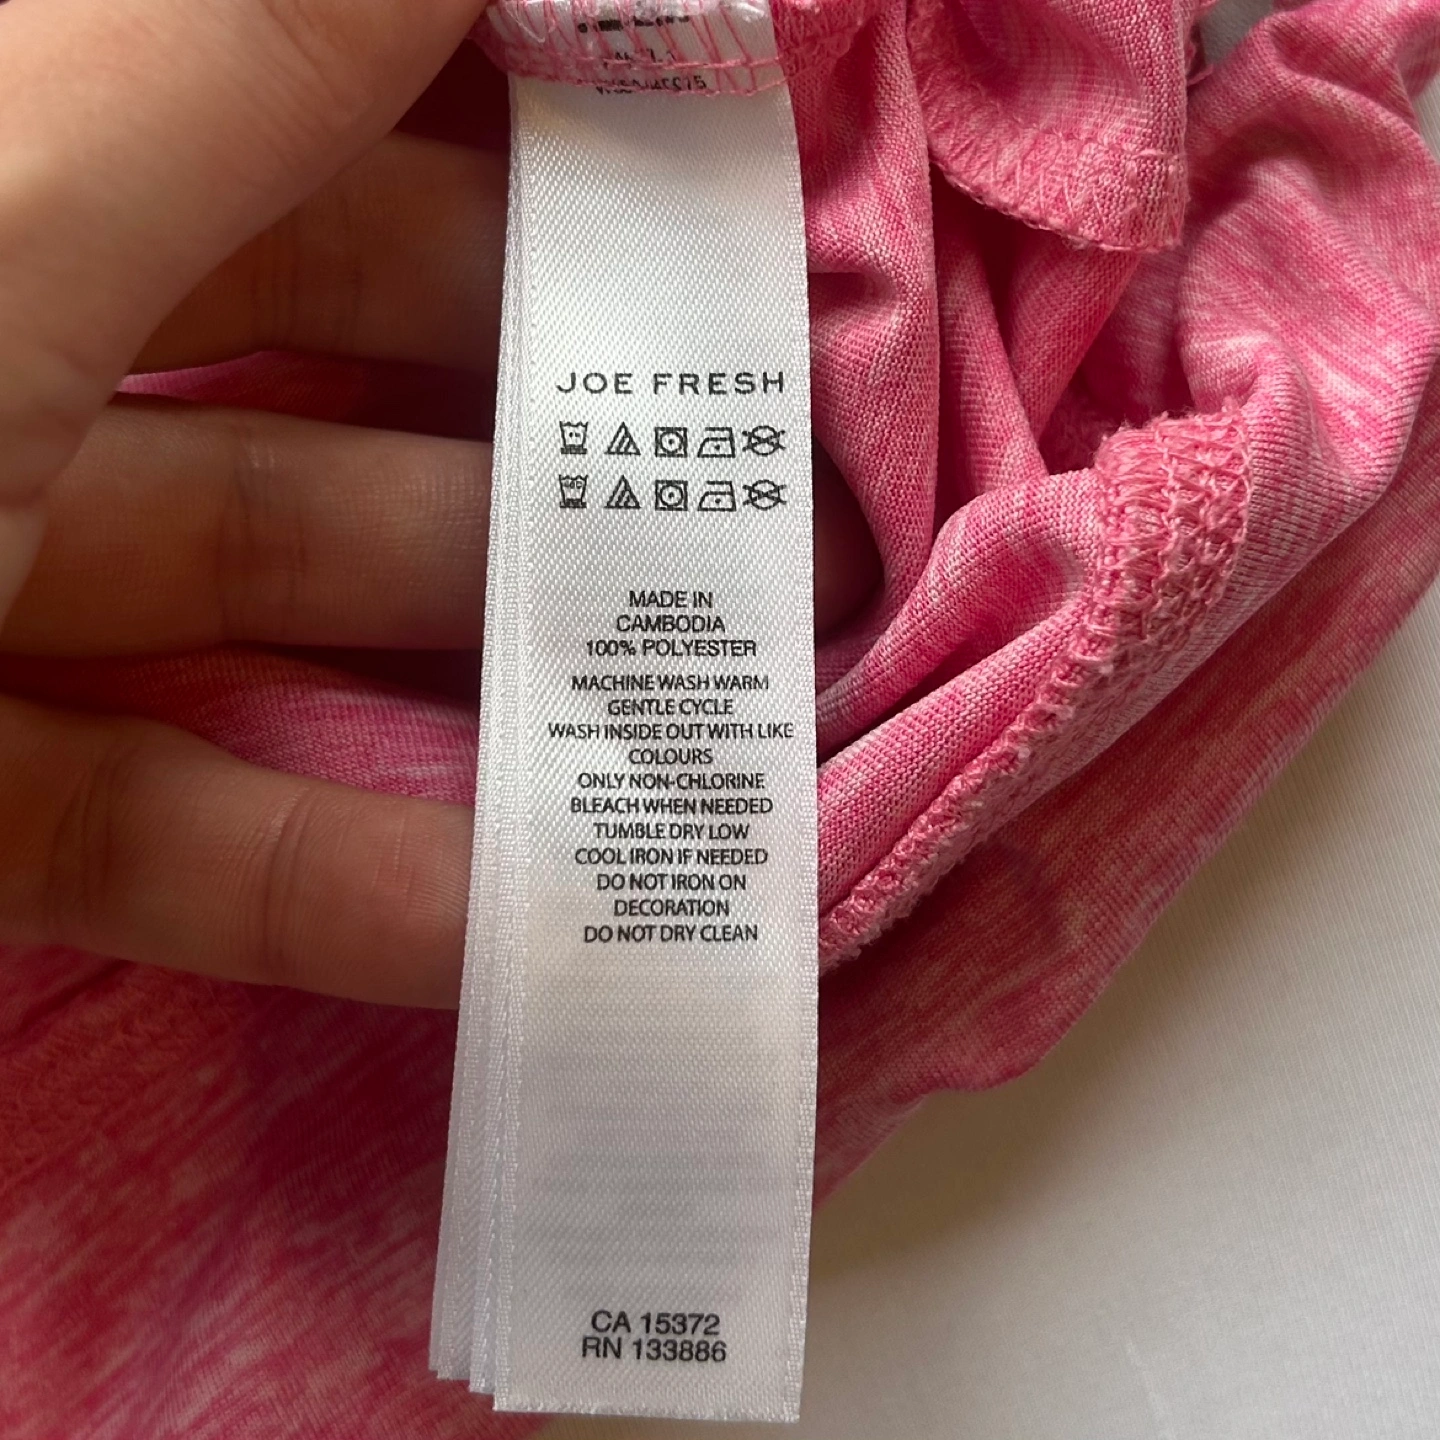 JOE FRESH
MADE IN
CAMBODIA
100% POLYESTER
MACHINE WASH WARM
GENTLE CYCLE
WASH INSIDE OUT WITH LIKE
COLOURS
ONLY NON-CHLORINE
BLEACH WHEN NEEDED
TUMBLE DRY LOW
COOL IRON IF NEEDED
DO NOT IRON ON
DECORATION
DO NOT DRY CLEAN
CA 15372
RN 133886